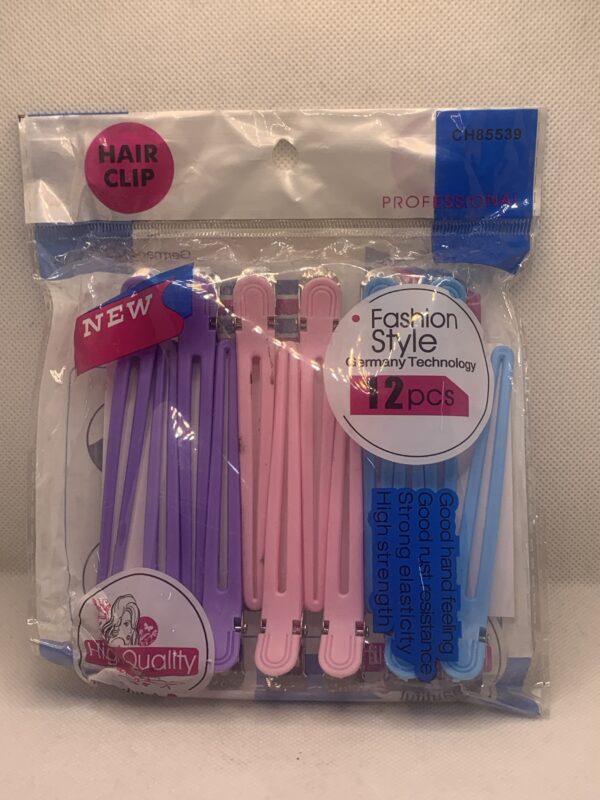 HAIR
CLIP
CH85539
PROFESSIONAL
NEW
Fashion
Style
Germany Technology
12pcs
Good hand feeling
Good rust resistance
Strong elasticity
High strength
Quality